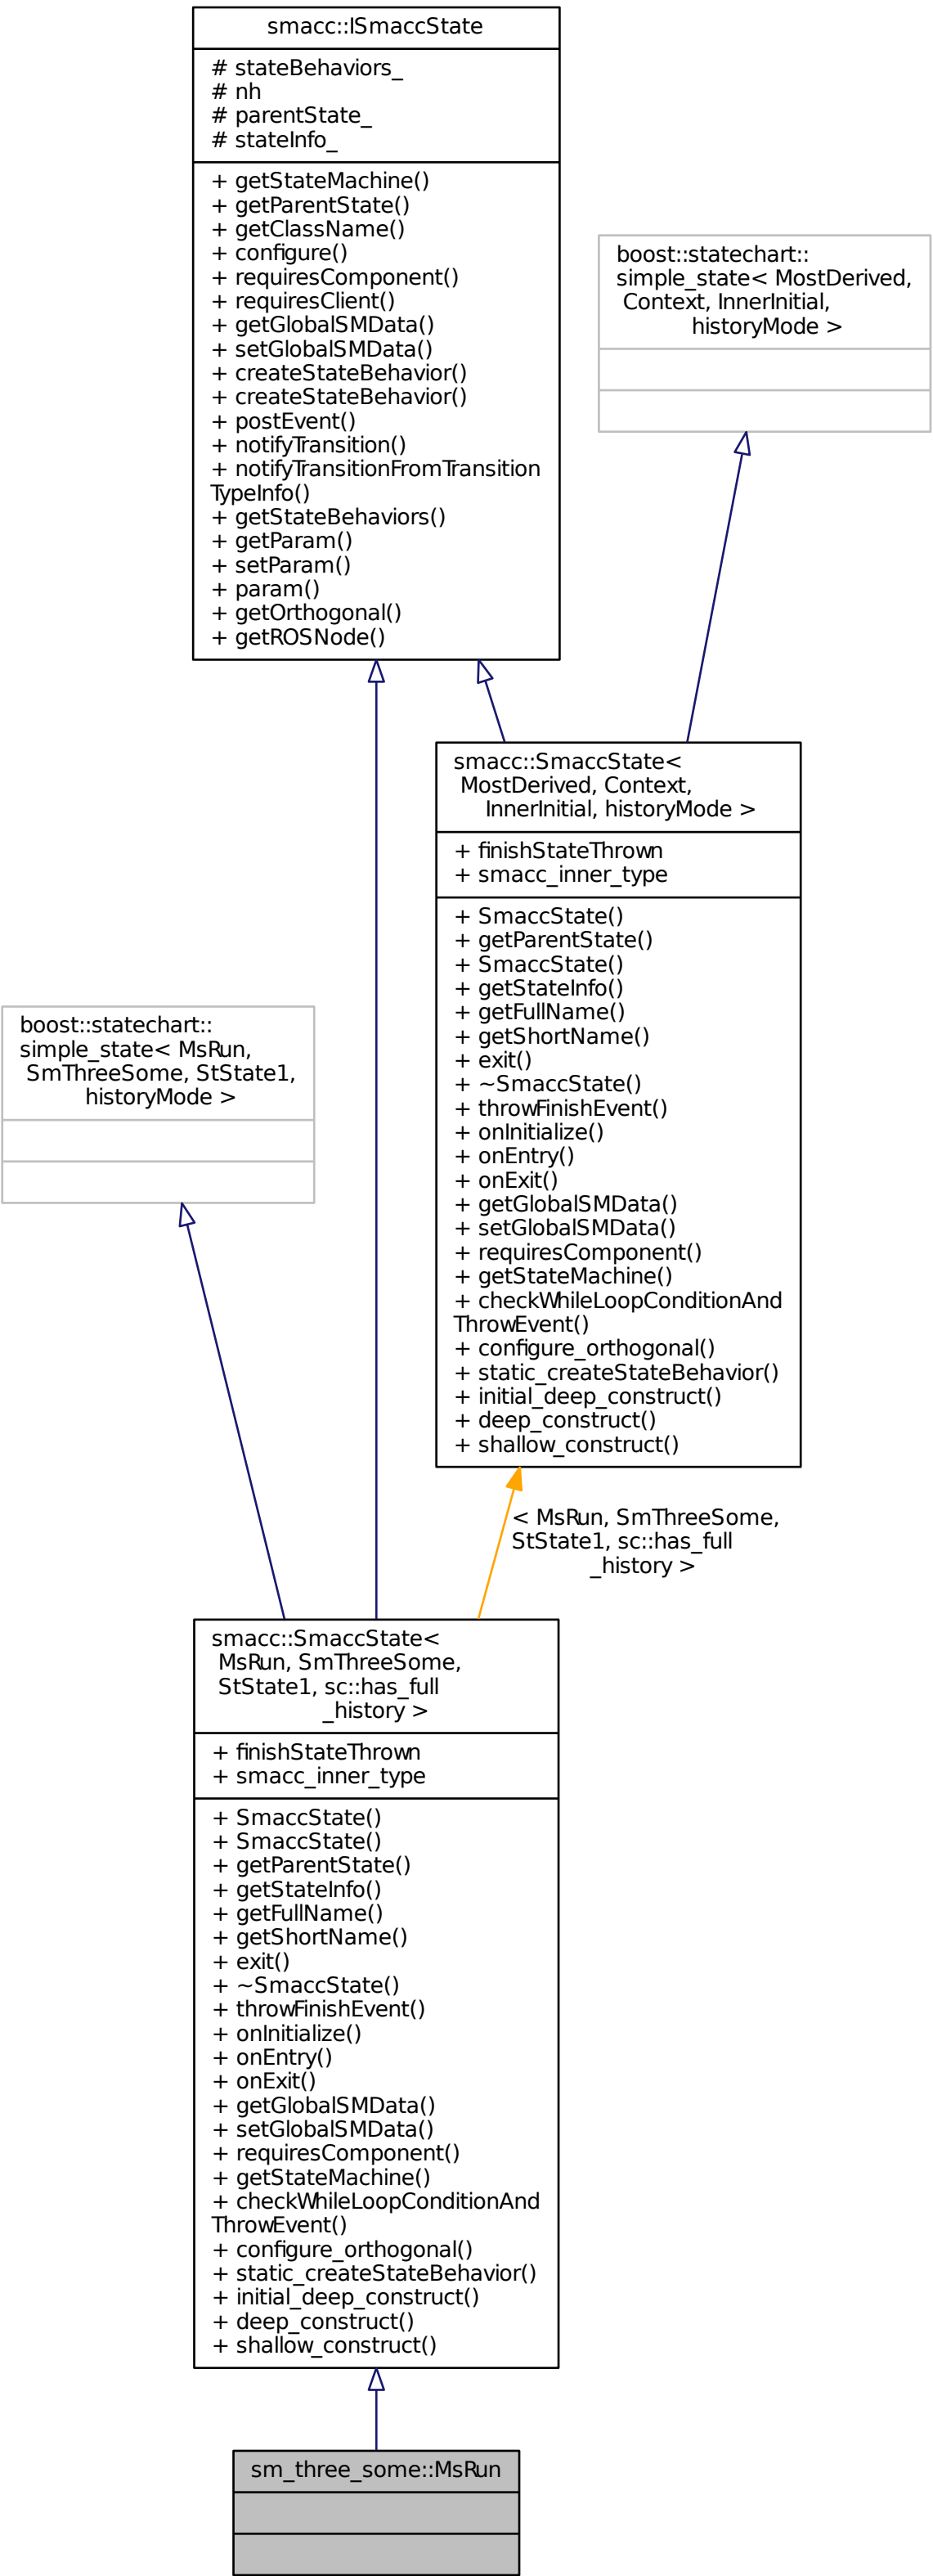 smacc::ISmaccState
# stateBehaviors_
# nh
# parentState_
# stateInfo_
+ getStateMachine()
+ getParentState()
+ getClassName()
+ configure()
+ requiresComponent()
+ requiresClient()
+ getGlobalSMData()
+ setGlobalSMData()
+ createStateBehavior()
+ createStateBehavior()
+ postEvent()
+ notifyTransition()
+ notifyTransitionFromTransition
TypeInfo()
+ getStateBehaviors()
+ getParam()
+ setParam()
+ param()
+ getOrthogonal()
+ getROSNode()
boost::statechart::
simple_state< MostDerived,
Context, InnerInitial,
historyMode >
smacc::SmaccState<
MostDerived, Context,
InnerInitial, historyMode >
+ finishStateThrown
+ smacc_inner_type
+ SmaccState()
+ getParentState()
+ SmaccState()
+ getStateInfo()
+ getFullName()
+ getShortName()
+ exit()
+ ~SmaccState()
+ throwFinishEvent()
+ onInitialize()
+ onEntry()
+ onExit()
+ getGlobalSMData()
+ setGlobalSMData()
+ requiresComponent()
+ getStateMachine()
+ checkWhileLoopConditionAnd
ThrowEvent()
+ configure_orthogonal()
+ static_createStateBehavior()
+ initial_deep_construct()
+ deep_construct()
+ shallow_construct()
boost::statechart::
simple_state< MsRun,
SmThreeSome, StState1,
historyMode >
< MsRun, SmThreeSome,
StState1, sc::has_full
_history >
smacc::SmaccState<
MsRun, SmThreeSome,
StState1, sc::has_full
_history >
+ finishStateThrown
+ smacc_inner_type
+ SmaccState()
+ SmaccState()
+ getParentState()
+ getStateInfo()
+ getFullName()
+ getShortName()
+ exit()
+ ~SmaccState()
+ throwFinishEvent()
+ onInitialize()
+ onEntry()
+ onExit()
+ getGlobalSMData()
+ setGlobalSMData()
+ requiresComponent()
+ getStateMachine()
+ checkWhileLoopConditionAnd
ThrowEvent()
+ configure_orthogonal()
+ static_createStateBehavior()
+ initial_deep_construct()
+ deep_construct()
+ shallow_construct()
sm_three_some::MsRun